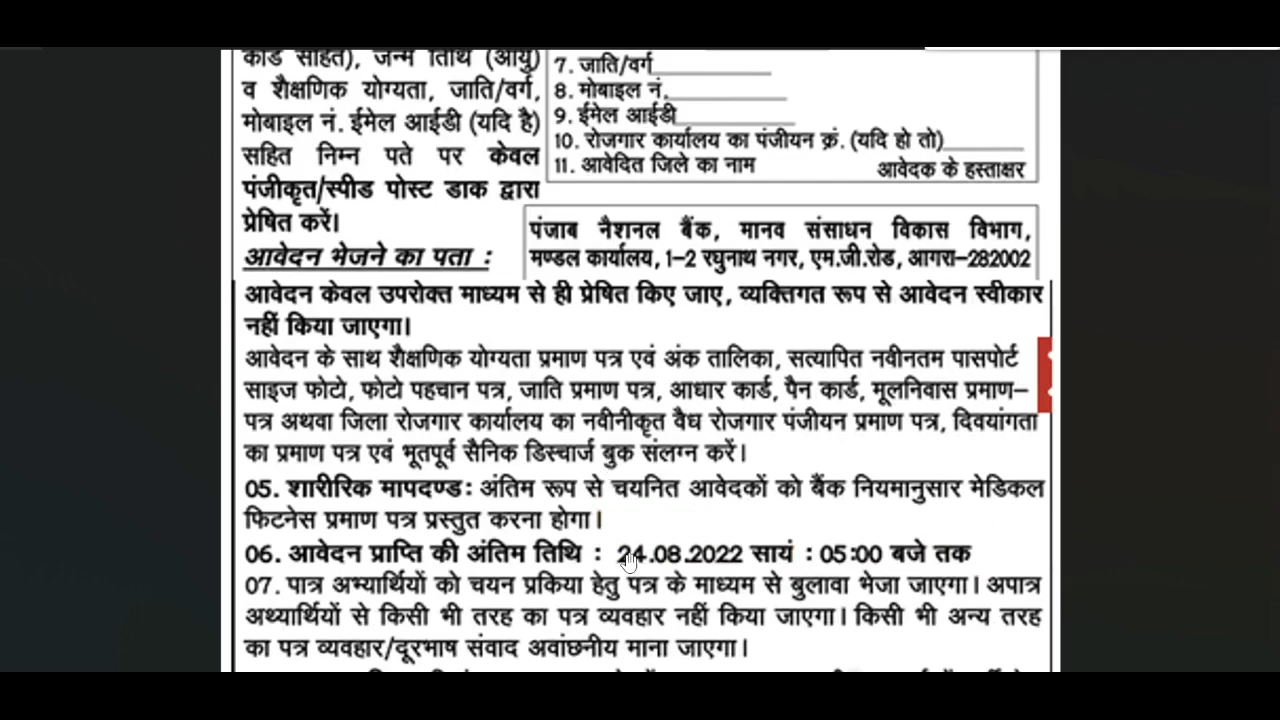 कार्ड सहित), जन्म तिथि (आयु)
व शैक्षणिक योग्यता, जाति/वर्ग,
मोबाइल नं. ईमेल आईडी (यदि है)
सहित निम्न पते पर केवल
पंजीकृत/स्पीड पोस्ट डाक द्वारा
प्रेषित करें।
7. जाति/वर्ग
8. मोबाइल नं.
9. ईमेल आईडी
10. रोजगार कार्यालय का पंजीयन क्रं. (यदि हो तो)
11. आवेदित जिले का नाम आवेदक के हस्ताक्षर
आवेदन भेजने का पता :
पंजाब नैशनल बैंक, मानव संसाधन विकास विभाग,
मण्डल कार्यालय, 1-2 रघुनाथ नगर, एम.जी.रोड, आगरा-282002
आवेदन केवल उपरोक्त माध्यम से ही प्रेषित किए जाए, व्यक्तिगत रूप से आवेदन स्वीकार
नहीं किया जाएगा।
आवेदन के साथ शैक्षणिक योग्यता प्रमाण पत्र एवं अंक तालिका, सत्यापित नवीनतम पासपोर्ट
साइज फोटो, फोटो पहचान पत्र, जाति प्रमाण पत्र, आधार कार्ड, पैन कार्ड, मूलनिवास प्रमाण-
पत्र अथवा जिला रोजगार कार्यालय का नवीनीकृत वैध रोजगार पंजीयन प्रमाण पत्र, दिवयांगता
का प्रमाण पत्र एवं भूतपूर्व सैनिक डिस्चार्ज बुक संलग्न करें।
05. शारीरिक मापदण्ड: अंतिम रूप से चयनित आवेदकों को बैंक नियमानुसार मेडिकल
फिटनेस प्रमाण पत्र प्रस्तुत करना होगा।
06. आवेदन प्राप्ति की अंतिम तिथि : 24.08.2022 सायं : 05:00 बजे तक
07. पात्र अभ्यार्थियों को चयन प्रकिया हेतु पत्र के माध्यम से बुलावा भेजा जाएगा। अपात्र
अथ्यार्थियों से किसी भी तरह का पत्र व्यवहार नहीं किया जाएगा। किसी भी अन्य तरह
का पत्र व्यवहार/दूरभाष संवाद अवांछनीय माना जाएगा।